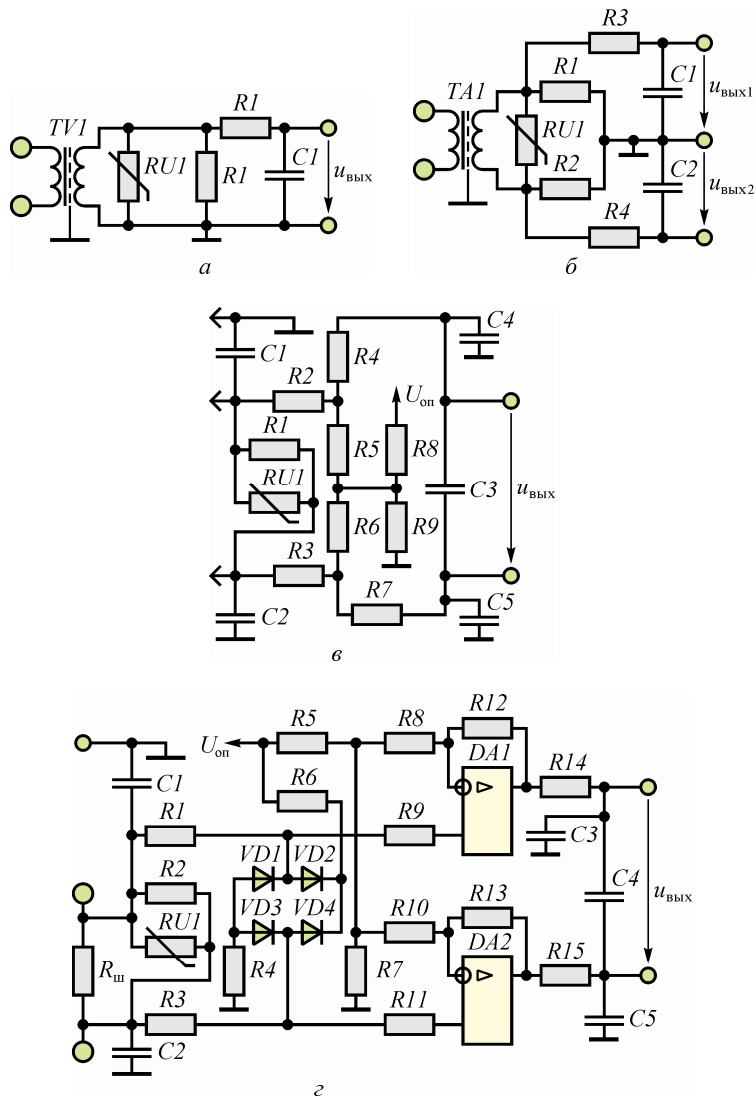 TV1
R1
RU1
R1
C1
uвых
а
TA1
R3
R1
RU1
R2
R4
C1
C2
uвых1
uвых2
б
C1
R2
R1
RU1
R3
C2
R4
R5
R6
R7
Uоп
R8
R9
C3
C4
C5
uвых
в
Uоп
R5
R8
R12
DA1
R14
C1
R6
R1
R9
C3
VD1
VD2
R2
C4
uвых
RU1
VD3
VD4
R10
R13
DA2
Rш
R4
R7
R15
R3
R11
C2
C5
г